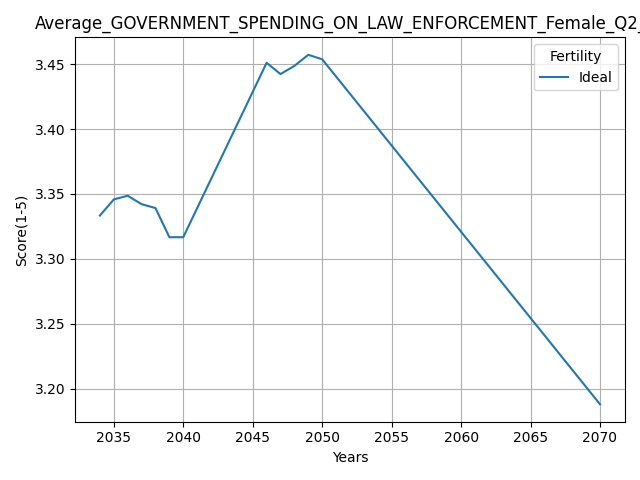 Average_GOVERNMENT_SPENDING_ON_LAW_ENFORCEMENT_Female_Q2_
Fertility
Ideal
3.45
3.40
3.35
3.30
3.25
3.20
Score(1-5)
2035 2040 2045 2050 2055 2060 2065 2070
Years